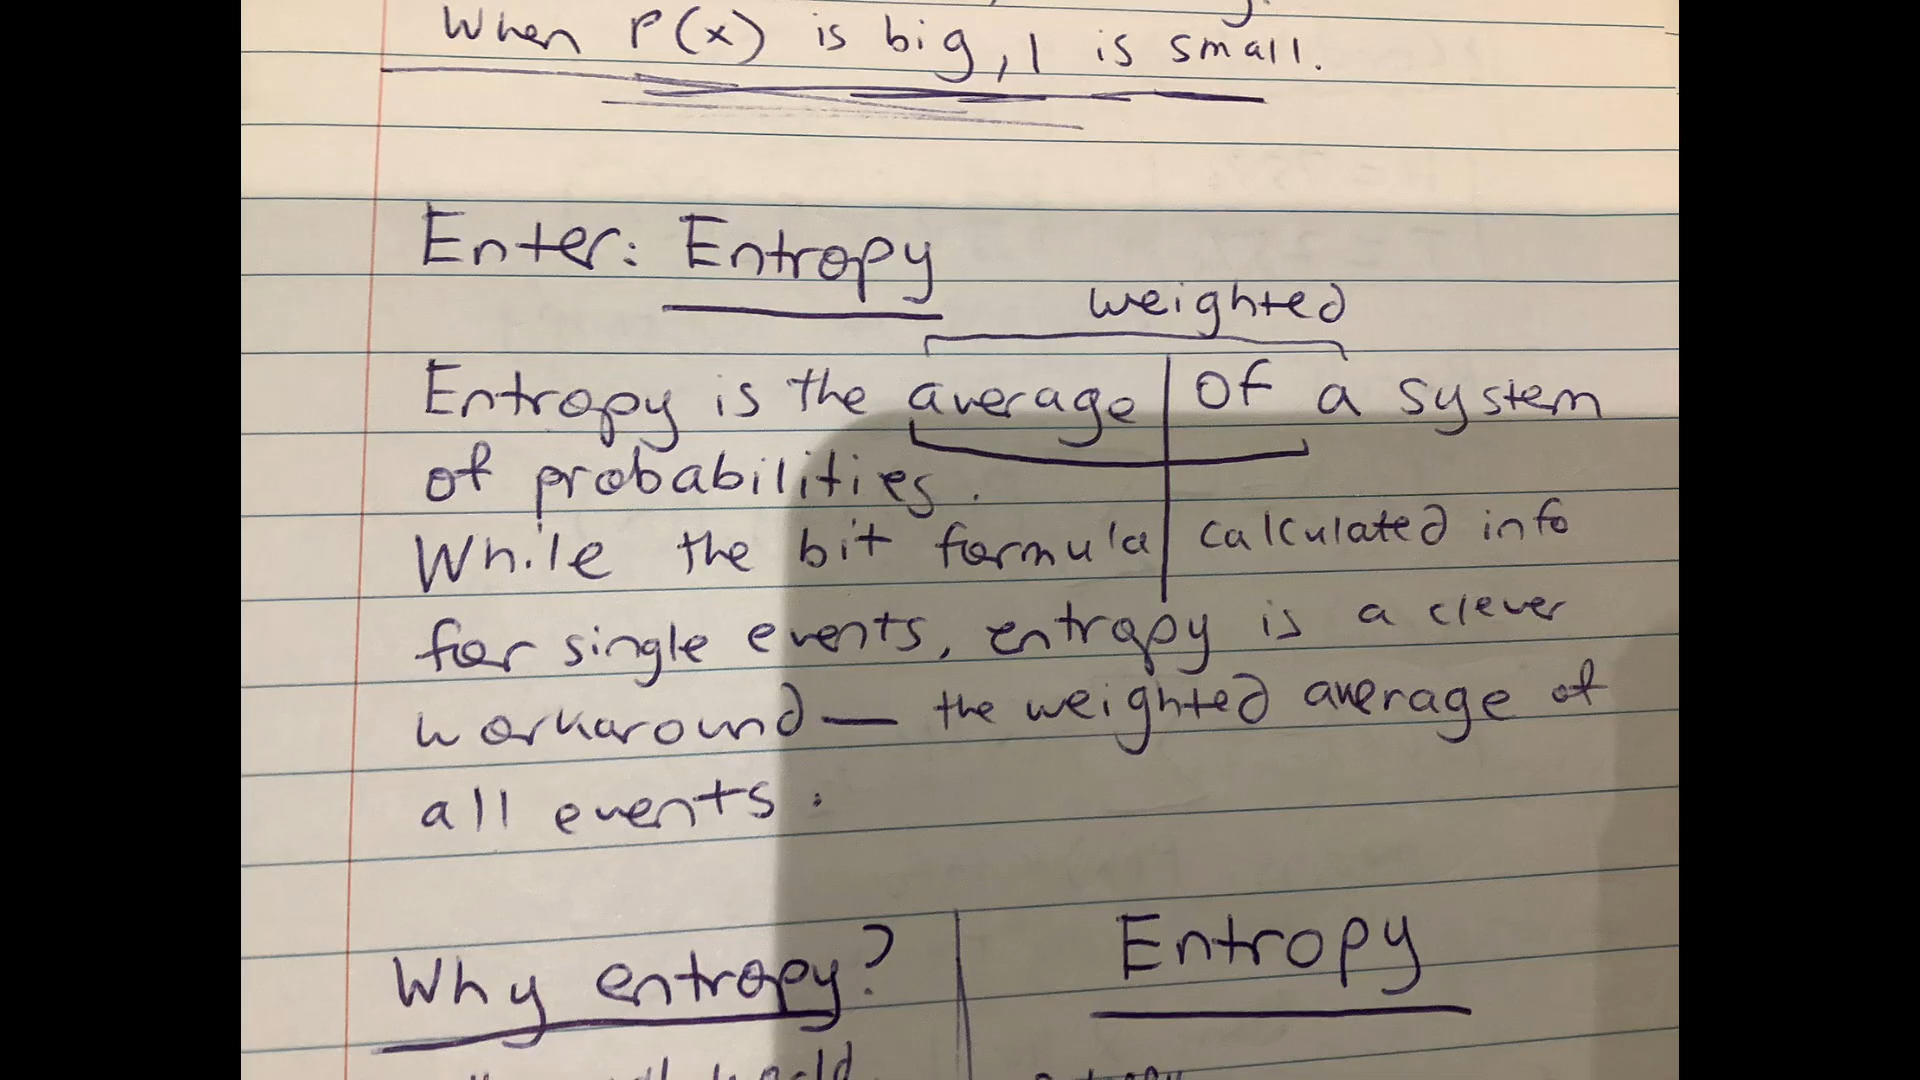 When P(x) is big, I is small.
Enter: Entropy
weighted
Entropy is the average of a system
of probabilities.
While the bit formula calculated info
for single events, entropy is a clever
workaround — the weighted average of
all events.
Why entropy? Entropy